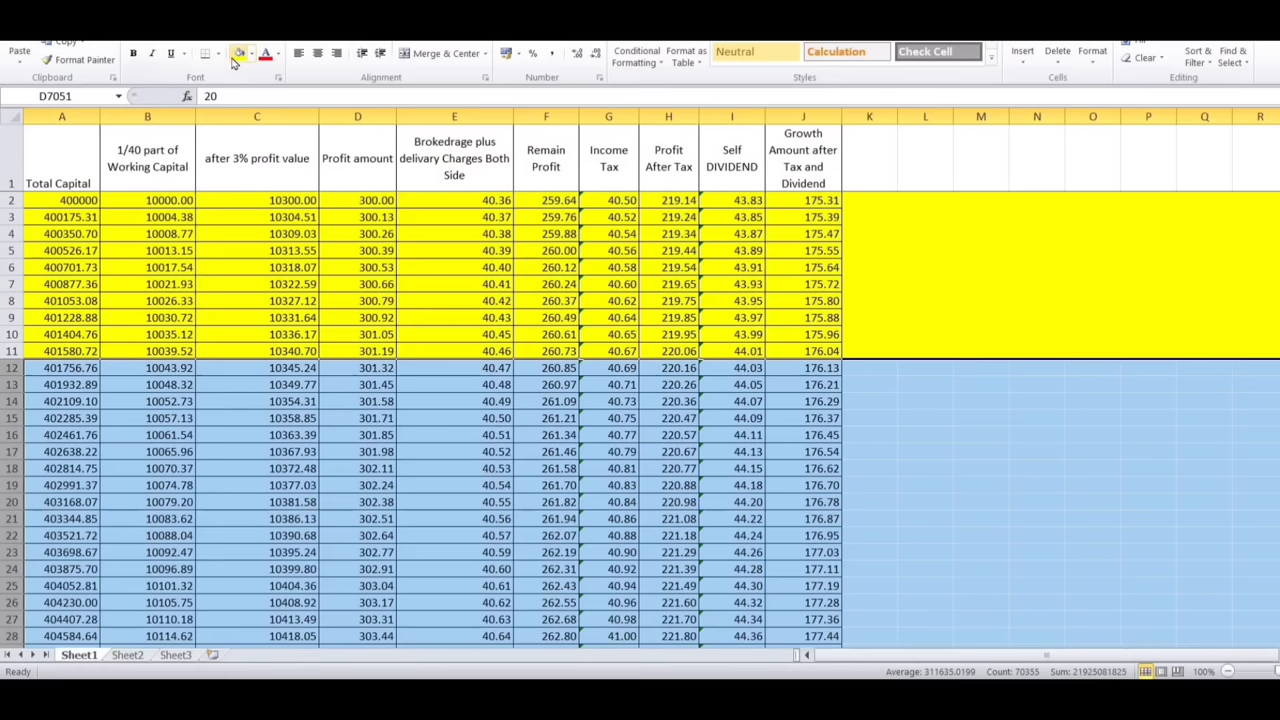 Copy
Paste
Format Painter
B I U A
Merge & Center
% ,
Conditional Formatting
Format as Table
Neutral
Calculation
Check Cell
Insert Delete Format
Clear
Sort & Filter
Find & Select
Clipboard Font Alignment Number Styles Cells Editing
D7051 fx 20
A B C D E F G H I J K L M N O P Q R
1 Total Capital | 1/40 part of Working Capital | after 3% profit value | Profit amount | Brokedrage plus delivary Charges Both Side | Remain Profit | Income Tax | Profit After Tax | Self DIVIDEND | Growth Amount after Tax and Dividend
2 400000 10000.00 10300.00 300.00 40.36 259.64 40.50 219.14 43.83 175.31
3 400175.31 10004.38 10304.51 300.13 40.37 259.76 40.52 219.24 43.85 175.39
4 400350.70 10008.77 10309.03 300.26 40.38 259.88 40.54 219.34 43.87 175.47
5 400526.17 10013.15 10313.55 300.39 40.39 260.00 40.56 219.44 43.89 175.55
6 400701.73 10017.54 10318.07 300.53 40.40 260.12 40.58 219.54 43.91 175.64
7 400877.36 10021.93 10322.59 300.66 40.41 260.24 40.60 219.65 43.93 175.72
8 401053.08 10026.33 10327.12 300.79 40.42 260.37 40.62 219.75 43.95 175.80
9 401228.88 10030.72 10331.64 300.92 40.43 260.49 40.64 219.85 43.97 175.88
10 401404.76 10035.12 10336.17 301.05 40.45 260.61 40.65 219.95 43.99 175.96
11 401580.72 10039.52 10340.70 301.19 40.46 260.73 40.67 220.06 44.01 176.04
12 401756.76 10043.92 10345.24 301.32 40.47 260.85 40.69 220.16 44.03 176.13
13 401932.89 10048.32 10349.77 301.45 40.48 260.97 40.71 220.26 44.05 176.21
14 402109.10 10052.73 10354.31 301.58 40.49 261.09 40.73 220.36 44.07 176.29
15 402285.39 10057.13 10358.85 301.71 40.50 261.21 40.75 220.47 44.09 176.37
16 402461.76 10061.54 10363.39 301.85 40.51 261.34 40.77 220.57 44.11 176.45
17 402638.22 10065.96 10367.93 301.98 40.52 261.46 40.79 220.67 44.13 176.54
18 402814.75 10070.37 10372.48 302.11 40.53 261.58 40.81 220.77 44.15 176.62
19 402991.37 10074.78 10377.03 302.24 40.54 261.70 40.83 220.88 44.18 176.70
20 403168.07 10079.20 10381.58 302.38 40.55 261.82 40.84 220.98 44.20 176.78
21 403344.85 10083.62 10386.13 302.51 40.56 261.94 40.86 221.08 44.22 176.87
22 403521.72 10088.04 10390.68 302.64 40.57 262.07 40.88 221.18 44.24 176.95
23 403698.67 10092.47 10395.24 302.77 40.59 262.19 40.90 221.29 44.26 177.03
24 403875.70 10096.89 10399.80 302.91 40.60 262.31 40.92 221.39 44.28 177.11
25 404052.81 10101.32 10404.36 303.04 40.61 262.43 40.94 221.49 44.30 177.19
26 404230.00 10105.75 10408.92 303.17 40.62 262.55 40.96 221.60 44.32 177.28
27 404407.28 10110.18 10413.49 303.31 40.63 262.68 40.98 221.70 44.34 177.36
28 404584.64 10114.62 10418.05 303.44 40.64 262.80 41.00 221.80 44.36 177.44
Sheet1 Sheet2 Sheet3
Ready Average: 311635.0199 Count: 70355 Sum: 21925081825 100%